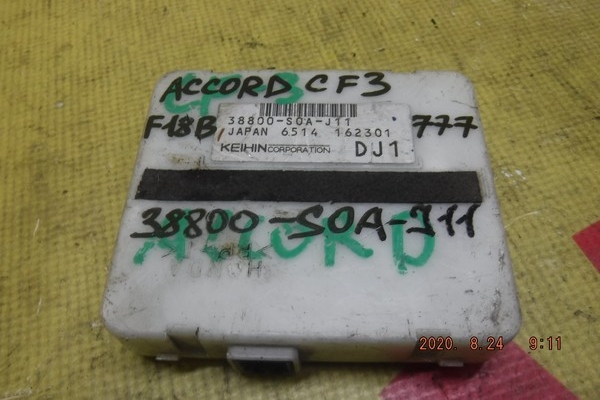 ACCORD CF3
38800-S0A-J11
F18B
JAPAN 6514 162301
777
KEIHIN CORPORATION DJ1
38800-S0A-J11
ACCORD
2020. 8.24 9:11